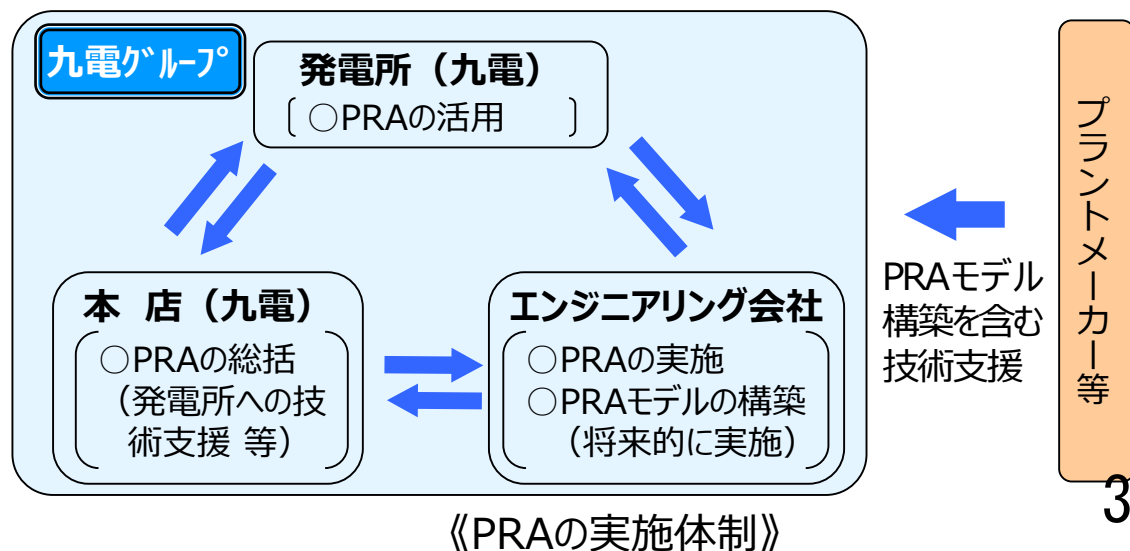 九電ｸﾞﾙｰﾌﾟ
発電所（九電）
○PRAの活用
本 店（九電）
○PRAの総括
（発電所への技
術支援 等）
エンジニアリング会社
○PRAの実施
○PRAモデルの構築
（将来的に実施）
PRAモデル
構築を含む
技術支援
プラントメーカー等
《PRAの実施体制》
3